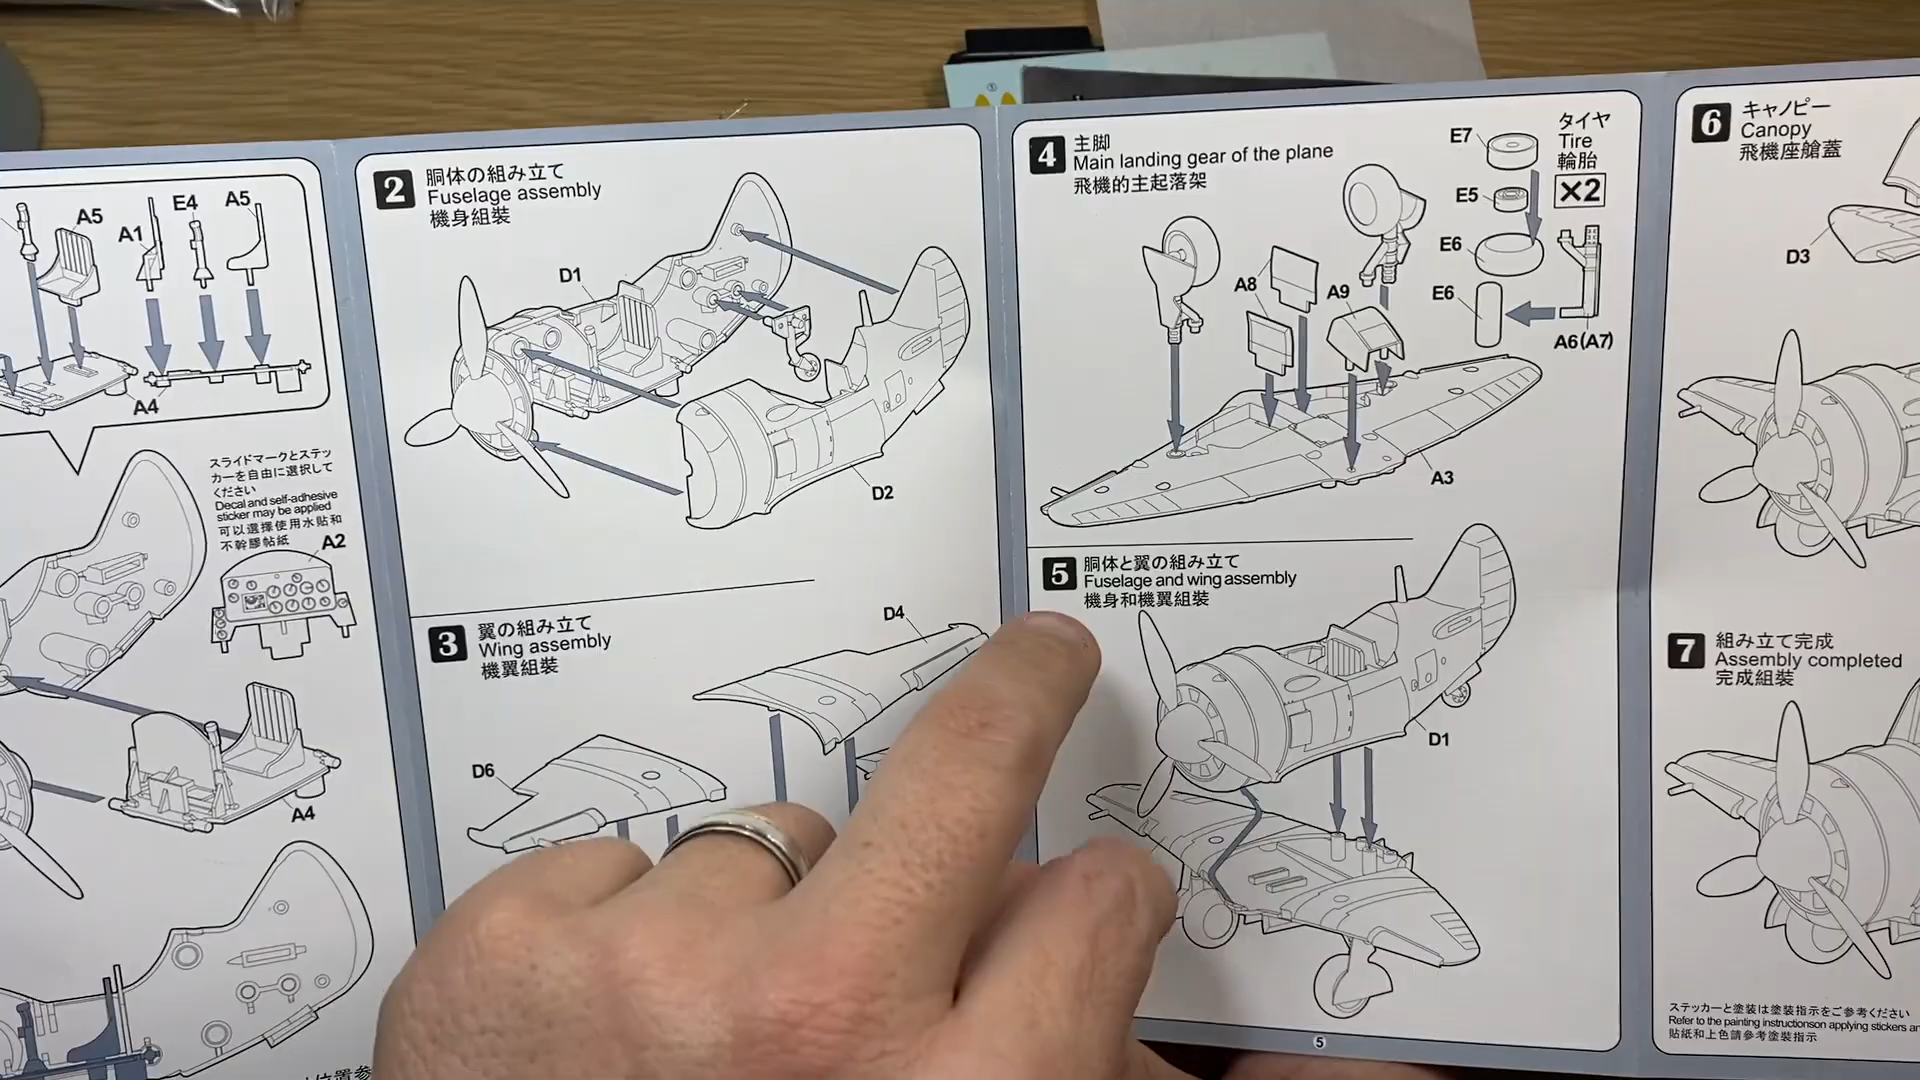 A5
A1
E4
A5
A4
スライドマークとステッ
カーを自由に選択して
ください
Decal and self-adhesive
sticker may be applied
可以選擇使用水貼和
不幹膠帖紙
A2
A4
2
胴体の組み立て
Fuselage assembly
機身組裝
D1
D2
3
翼の組み立て
Wing assembly
機翼組裝
D4
D6
4
主脚
Main landing gear of the plane
飛機的主起落架
E7
タイヤ
Tire
輪胎
×2
E5
E6
E6
A6(A7)
A8
A9
A3
5
胴体と翼の組み立て
Fuselage and wing assembly
機身和機翼組裝
D1
5
6
キャノピー
Canopy
飛機座艙蓋
D3
7
組み立て完成
Assembly completed
完成組裝
ステッカーと塗装は塗装指示をご参考ください
Refer to the painting instructionson applying stickers
貼紙和上色請參考塗裝指示